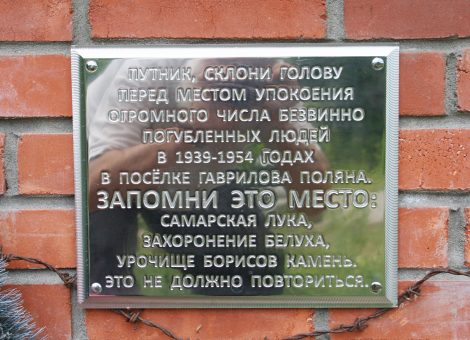 ПУТНИК, СКЛОНИ ГОЛОВУ
ПЕРЕД МЕСТОМ УПОКОЕНИЯ
ОГРОМНОГО ЧИСЛА БЕЗВИННО
ПОГУБЛЕННЫХ ЛЮДЕЙ
В 1939-1954 ГОДАХ
В ПОСЁЛКЕ ГАВРИЛОВА ПОЛЯНА.
ЗАПОМНИ ЭТО МЕСТО:
САМАРСКАЯ ЛУКА,
ЗАХОРОНЕНИЕ БЕЛУХА,
УРОЧИЩЕ БОРИСОВ КАМЕНЬ.
ЭТО НЕ ДОЛЖНО ПОВТОРИТЬСЯ.